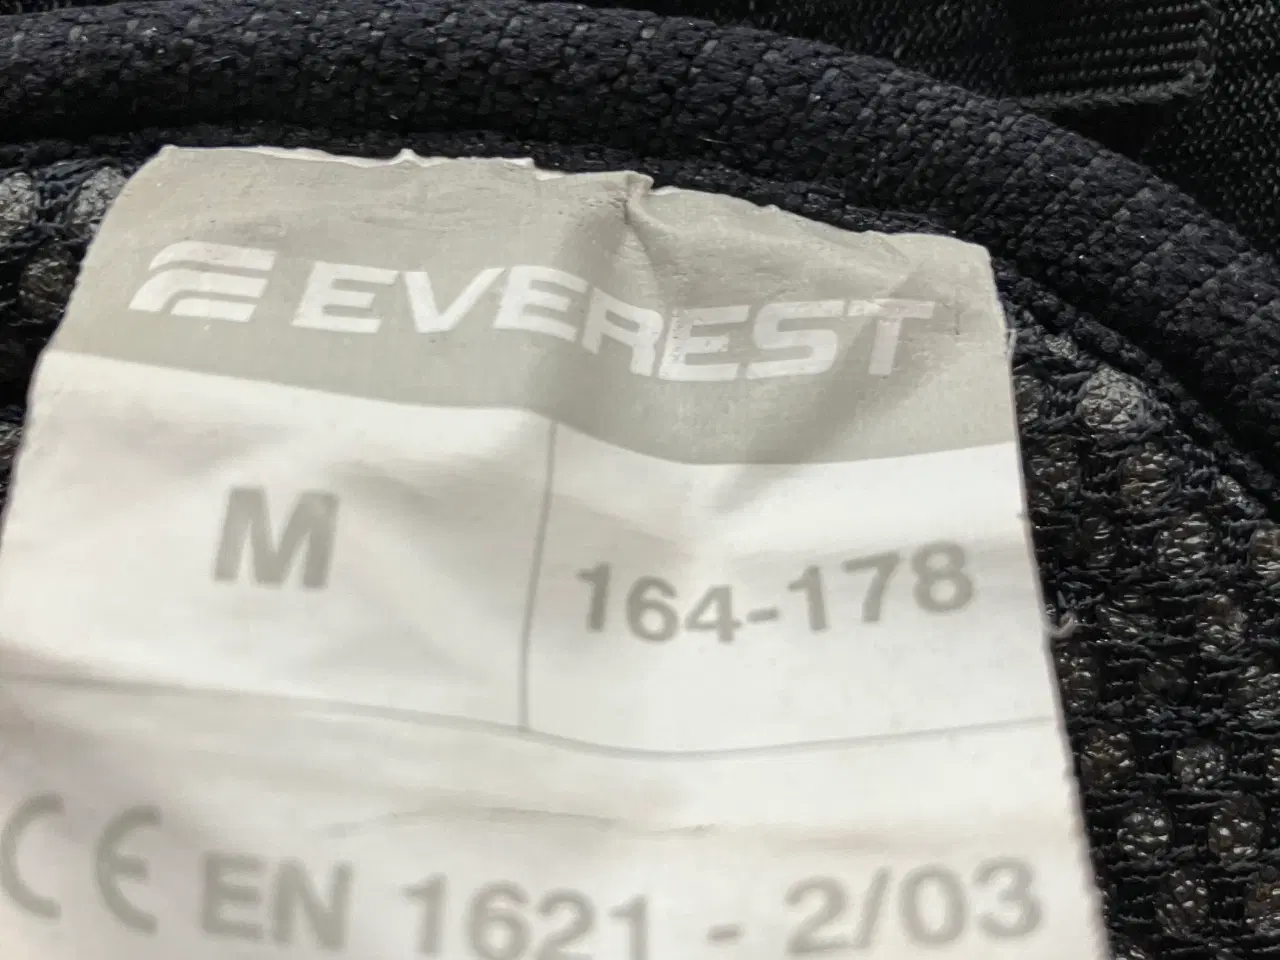 EVEREST
M 164-178
CE EN 1621 - 2/03